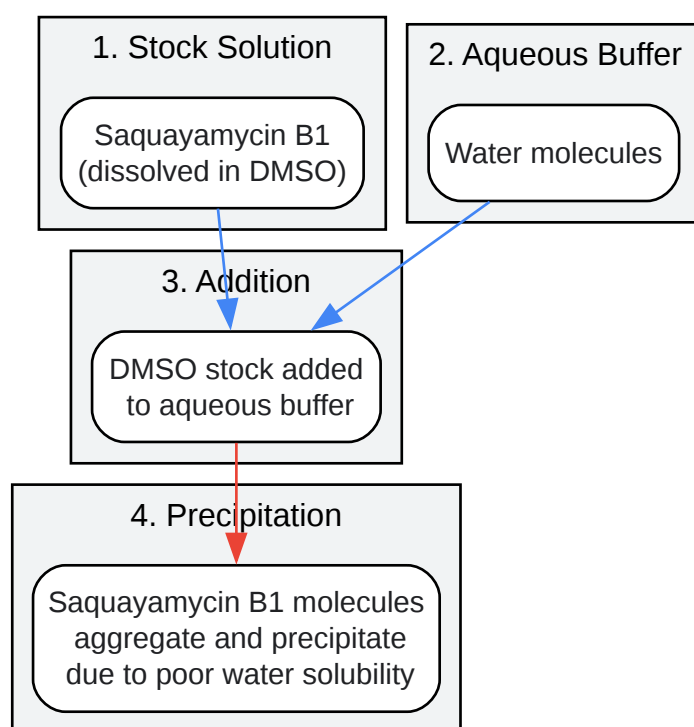 1. Stock Solution
Saquayamycin B1
(dissolved in DMSO)
2. Aqueous Buffer
Water molecules
3. Addition
DMSO stock added
to aqueous buffer
4. Precipitation
Saquayamycin B1 molecules
aggregate and precipitate
due to poor water solubility